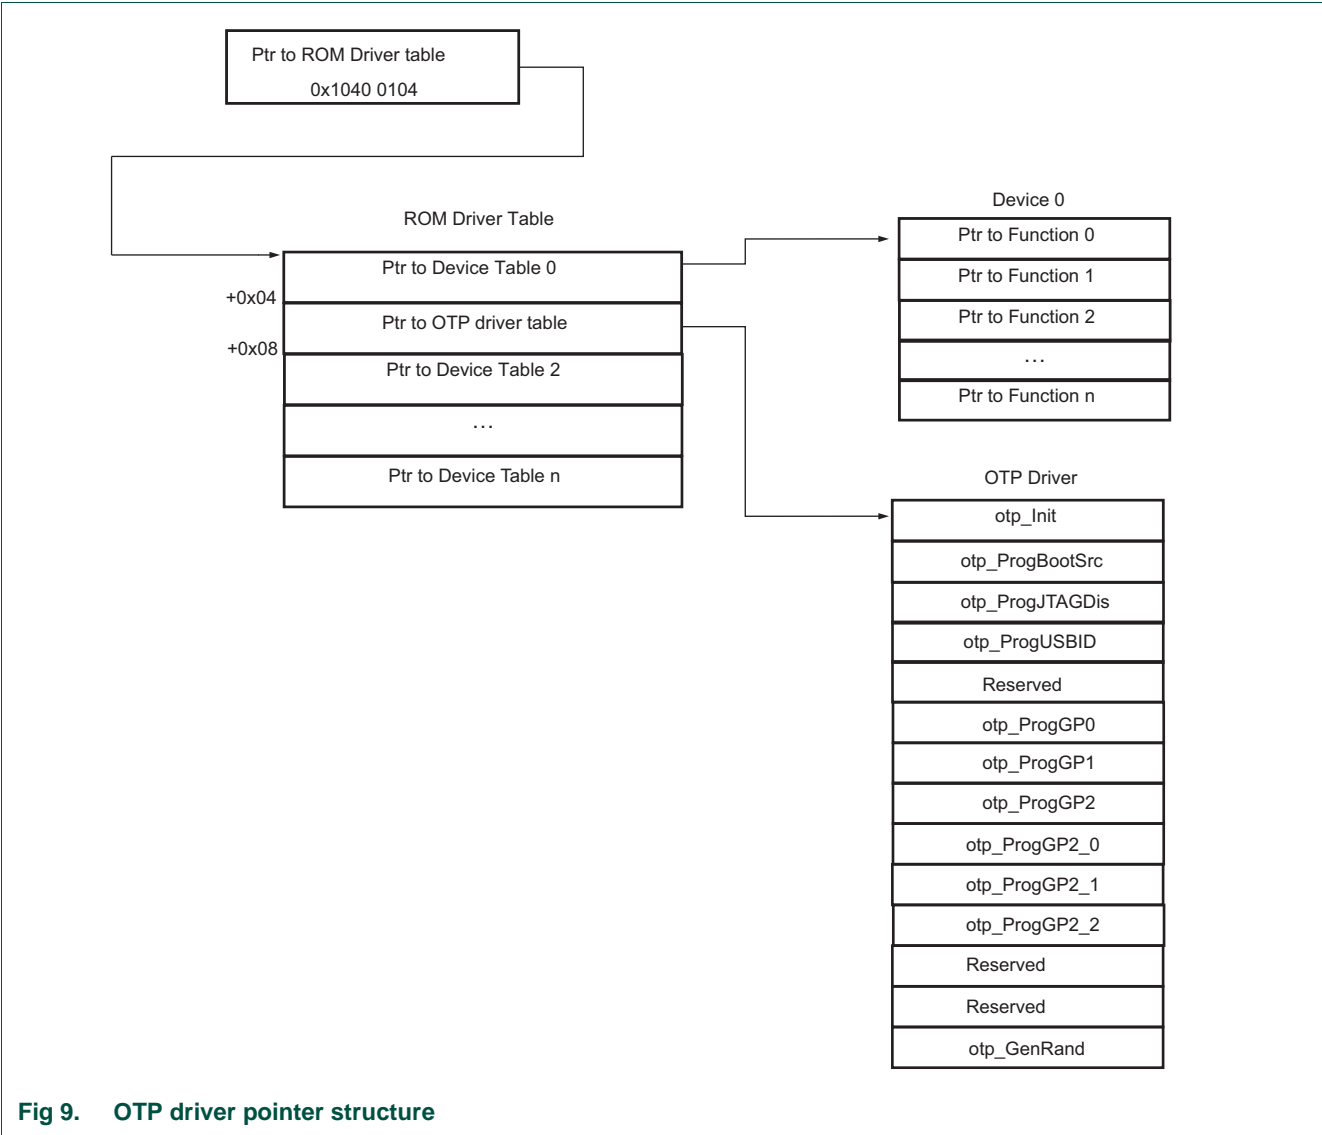 Ptr to ROM Driver table
0x1040 0104
ROM Driver Table
Ptr to Device Table 0
+0x04
Ptr to OTP driver table
+0x08
Ptr to Device Table 2
...
Ptr to Device Table n
Device 0
Ptr to Function 0
Ptr to Function 1
Ptr to Function 2
...
Ptr to Function n
OTP Driver
otp_Init
otp_ProgBootSrc
otp_ProgJTAGDis
otp_ProgUSBID
Reserved
otp_ProgGP0
otp_ProgGP1
otp_ProgGP2
otp_ProgGP2_0
otp_ProgGP2_1
otp_ProgGP2_2
Reserved
Reserved
otp_GenRand
Fig 9. OTP driver pointer structure